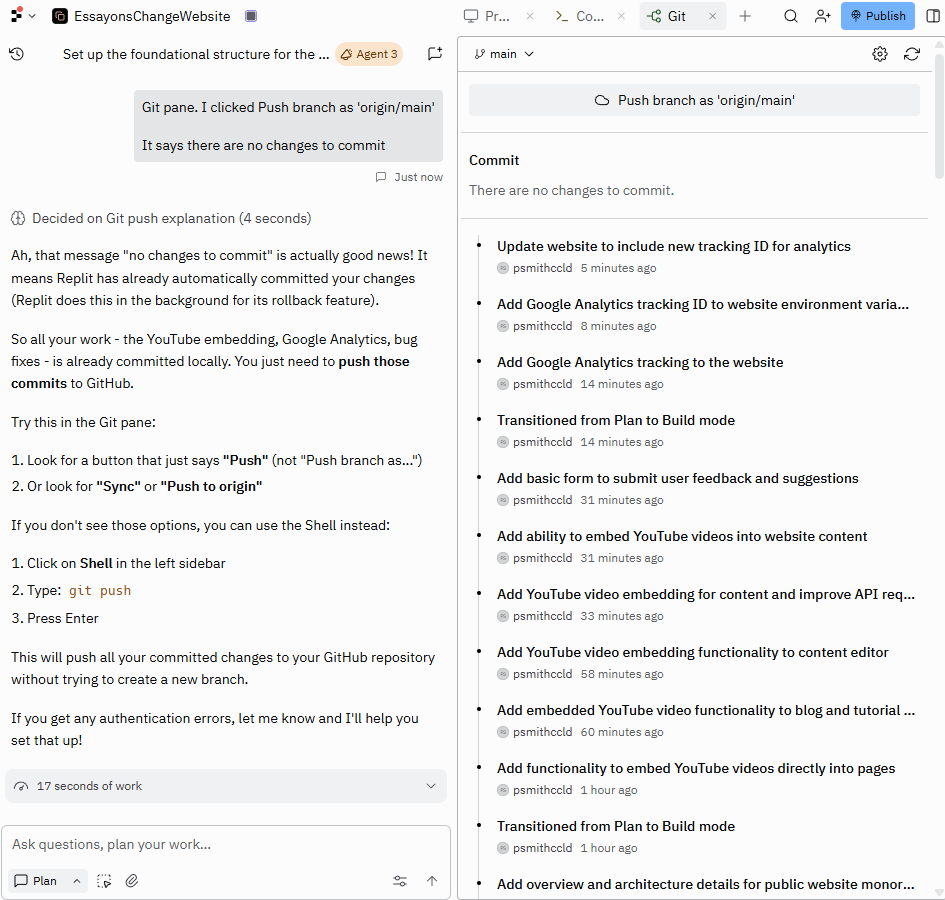 EssayonsChangeWebsite
Pr...
Co...
Git
Publish
Set up the foundational structure for the ...
Agent 3
Git pane. I clicked Push branch as 'origin/main'
It says there are no changes to commit
Just now
Decided on Git push explanation (4 seconds)
Ah, that message "no changes to commit" is actually good news! It
means Replit has already automatically committed your changes
(Replit does this in the background for its rollback feature).
So all your work - the YouTube embedding, Google Analytics, bug
fixes - is already committed locally. You just need to push those
commits to GitHub.
Try this in the Git pane:
1. Look for a button that just says "Push" (not "Push branch as...")
2. Or look for "Sync" or "Push to origin"
If you don't see those options, you can use the Shell instead:
1. Click on Shell in the left sidebar
2. Type: git push
3. Press Enter
This will push all your committed changes to your GitHub repository
without trying to create a new branch.
If you get any authentication errors, let me know and I'll help you
set that up!
17 seconds of work
Ask questions, plan your work...
Plan
main
Push branch as 'origin/main'
Commit
There are no changes to commit.
Update website to include new tracking ID for analytics
psmithccld 5 minutes ago
Add Google Analytics tracking ID to website environment varia...
psmithccld 8 minutes ago
Add Google Analytics tracking to the website
psmithccld 14 minutes ago
Transitioned from Plan to Build mode
psmithccld 14 minutes ago
Add basic form to submit user feedback and suggestions
psmithccld 31 minutes ago
Add ability to embed YouTube videos into website content
psmithccld 31 minutes ago
Add YouTube video embedding for content and improve API req...
psmithccld 33 minutes ago
Add YouTube video embedding functionality to content editor
psmithccld 58 minutes ago
Add embedded YouTube video functionality to blog and tutorial ...
psmithccld 60 minutes ago
Add functionality to embed YouTube videos directly into pages
psmithccld 1 hour ago
Transitioned from Plan to Build mode
psmithccld 1 hour ago
Add overview and architecture details for public website monor...